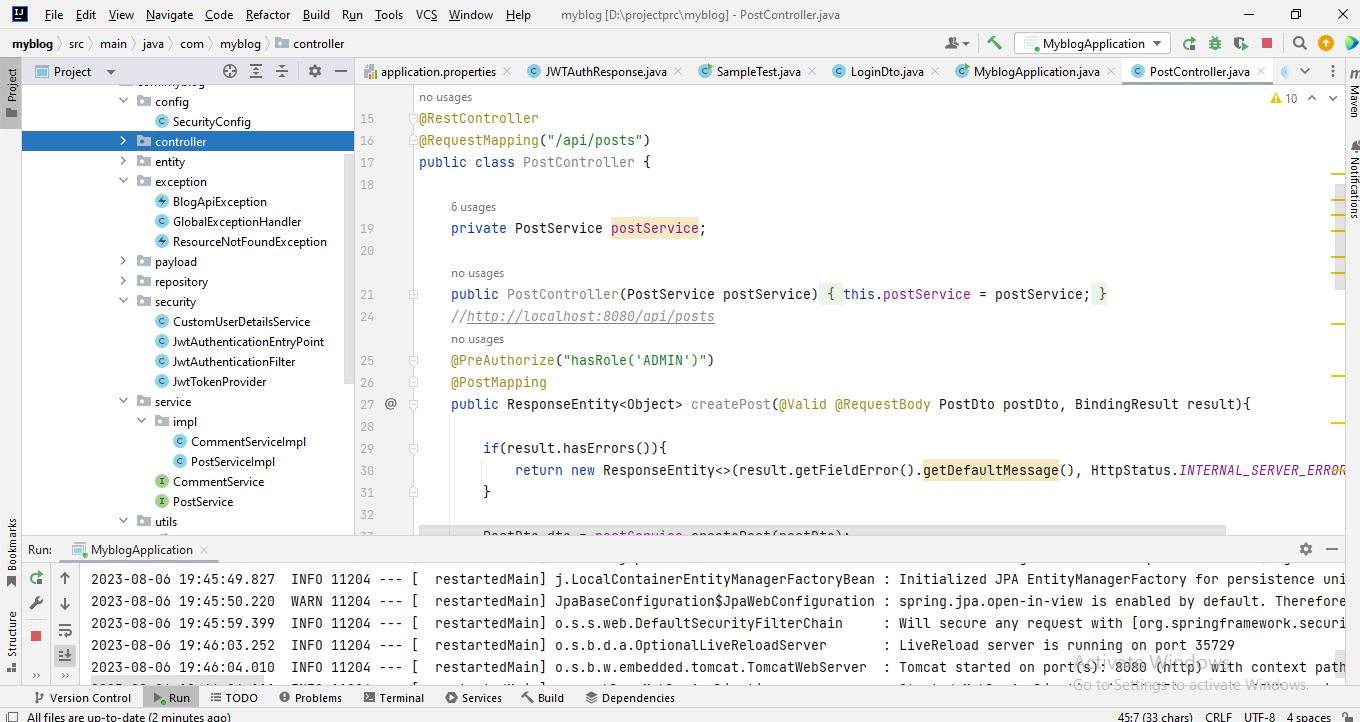 File Edit View Navigate Code Refactor Build Run Tools VCS Window Help myblog [D:\projectprc\myblog] - PostController.java
myblog src main java com myblog controller MyblogApplication
Project application.properties JWTAuthResponse.java SampleTest.java LoginDto.java MyblogApplication.java PostController.java
Project
Maven
Notifications
Bookmarks
Structure
config
SecurityConfig
controller
entity
exception
BlogApiException
GlobalExceptionHandler
ResourceNotFoundException
payload
repository
security
CustomUserDetailsService
JwtAuthenticationEntryPoint
JwtAuthenticationFilter
JwtTokenProvider
service
impl
CommentServiceImpl
PostServiceImpl
CommentService
PostService
utils
no usages
10
15 @RestController
16 @RequestMapping("/api/posts")
17 public class PostController {
18
6 usages
19 private PostService postService;
20
no usages
21 public PostController(PostService postService) { this.postService = postService; }
24 //http://localhost:8080/api/posts
no usages
25 @PreAuthorize("hasRole('ADMIN')")
26 @PostMapping
27 @ public ResponseEntity<Object> createPost(@Valid @RequestBody PostDto postDto, BindingResult result){
28
29 if(result.hasErrors()){
30 return new ResponseEntity<>(result.getFieldError().getDefaultMessage(), HttpStatus.INTERNAL_SERVER_ERROR
31 }
32
PostDto dto = postService.createPost(postDto);
Run: MyblogApplication
2023-08-06 19:45:49.827 INFO 11204 --- [ restartedMain] j.LocalContainerEntityManagerFactoryBean : Initialized JPA EntityManagerFactory for persistence uni
2023-08-06 19:45:50.220 WARN 11204 --- [ restartedMain] JpaBaseConfiguration$JpaWebConfiguration : spring.jpa.open-in-view is enabled by default. Therefore
2023-08-06 19:45:59.399 INFO 11204 --- [ restartedMain] o.s.s.web.DefaultSecurityFilterChain : Will secure any request with [org.springframework.securi
2023-08-06 19:46:03.252 INFO 11204 --- [ restartedMain] o.s.b.d.a.OptionalLiveReloadServer : LiveReload server is running on port 35729
2023-08-06 19:46:04.010 INFO 11204 --- [ restartedMain] o.s.b.w.embedded.tomcat.TomcatWebServer : Tomcat started on port(s): 8080 (http) with context path
Activate Windows
Go to Settings to activate Windows.
Version Control Run TODO Problems Terminal Services Build Dependencies
All files are up-to-date (2 minutes ago) 45:7 (33 chars) CRLF UTF-8 4 spaces